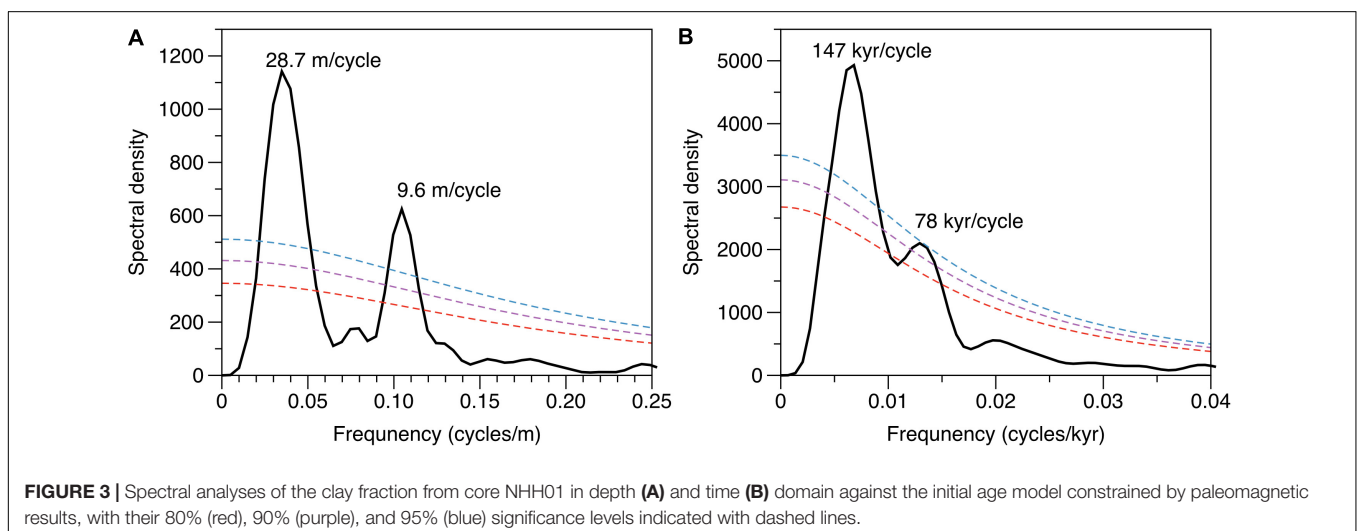 A
B
1200
1000
800
600
400
200
0
28.7 m/cycle
9.6 m/cycle
Spectral density
0 0.05 0.10 0.15 0.20 0.25
Frequnency (cycles/m)
5000
4000
3000
2000
1000
0
147 kyr/cycle
78 kyr/cycle
Spectral density
0 0.01 0.02 0.03 0.04
Frequnency (cycles/kyr)
FIGURE 3 | Spectral analyses of the clay fraction from core NHH01 in depth (A) and time (B) domain against the initial age model constrained by paleomagnetic
results, with their 80% (red), 90% (purple), and 95% (blue) significance levels indicated with dashed lines.